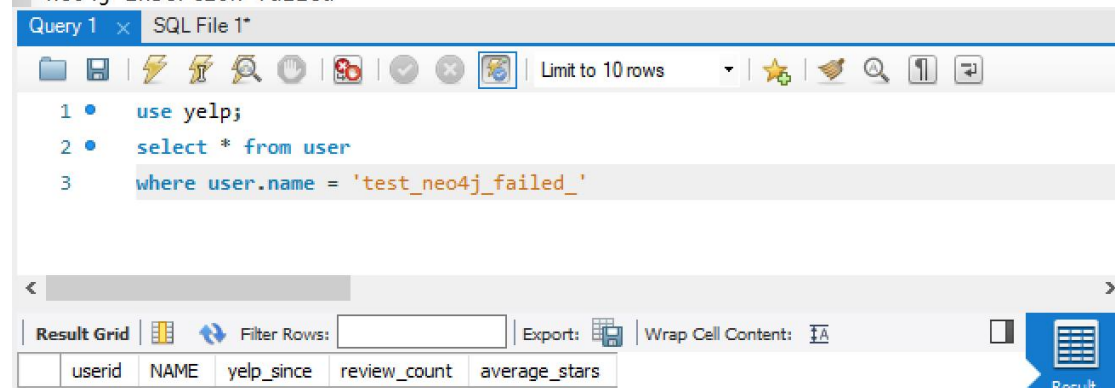 Query 1 × SQL File 1*
Limit to 10 rows
1 use yelp;
2 select * from user
3 where user.name = 'test_neo4j_failed_'
Result Grid Filter Rows: Export: Wrap Cell Content: IA
userid NAME yelp_since review_count average_stars